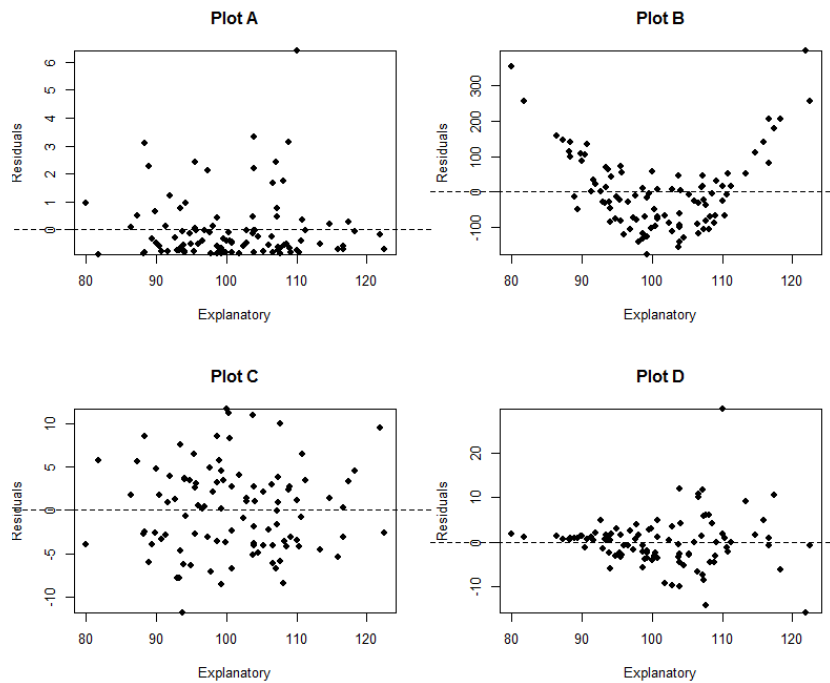 Plot A
Residuals
0 1 2 3 4 5 6
80 90 100 110 120
Explanatory
Plot B
Residuals
-100 0 100 200 300
80 90 100 110 120
Explanatory
Plot C
Residuals
-10 -5 0 5 10
80 90 100 110 120
Explanatory
Plot D
Residuals
-10 0 10 20
80 90 100 110 120
Explanatory